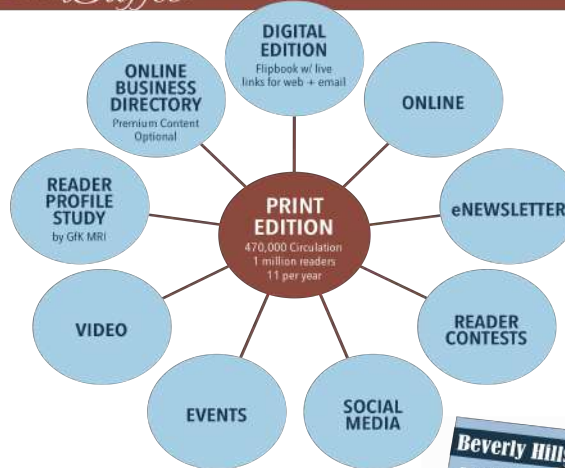 DIGITAL
EDITION
Flipbook w/ live
links for web + email
ONLINE
BUSINESS
DIRECTORY
Premium Content
Optional
ONLINE
READER
PROFILE
STUDY
by GfK MRI
PRINT
EDITION
470,000 Circulation
1 million readers
11 per year
eNEWSLETTER
VIDEO
READER
CONTESTS
EVENTS
SOCIAL
MEDIA
Beverly Hills